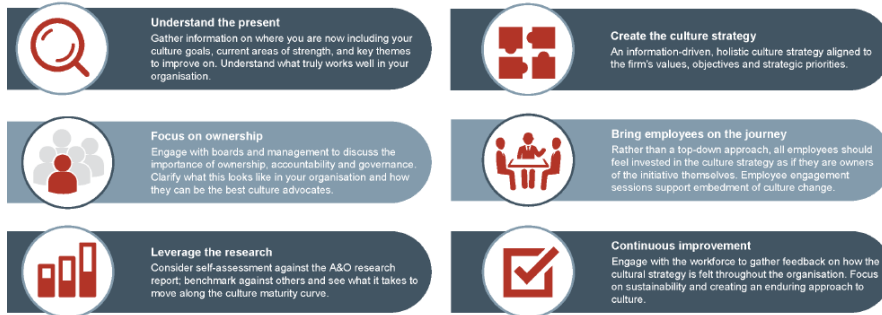 Understand the present
Gather information on where you are now including your
culture goals, current areas of strength, and key themes
to improve on. Understand what truly works well in your
organisation.
Focus on ownership
Engage with boards and management to discuss the
importance of ownership, accountability and governance.
Clarify what this looks like in your organisation and how
they can be the best culture advocates.
Leverage the research
Consider self-assessment against the A&O research
report; benchmark against others and see what it takes to
move along the culture maturity curve.
Create the culture strategy
An information-driven, holistic culture strategy aligned to
the firm's values, objectives and strategic priorities.
Bring employees on the journey
Rather than a top-down approach, all employees should
feel invested in the culture strategy as if they are owners
of the initiative themselves. Employee engagement
sessions support embedment of culture change.
Continuous improvement
Engage with the workforce to gather feedback on how the
cultural strategy is felt throughout the organisation. Focus
on sustainability and creating an enduring approach to
culture.